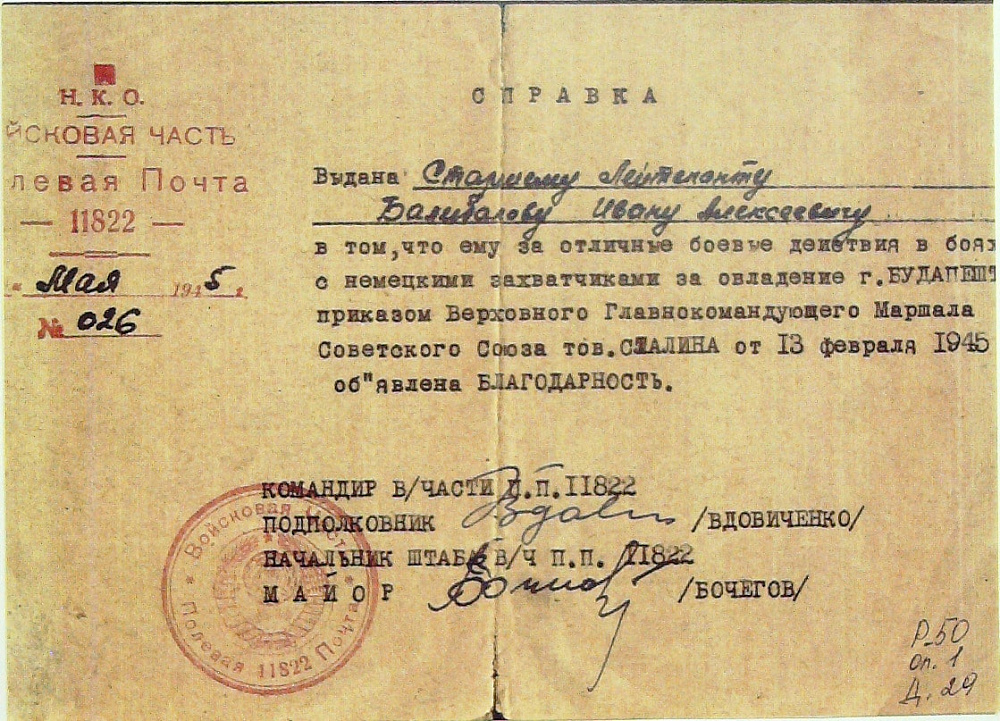 Н. К. О.
ЙСКОВАЯ ЧАСТЬ
левая Почта
— 11822 —
" Мая 1945 г.
№ 026
СПРАВКА
Выдана Старшему Лейтенанту
Балибалову Ивану Алексеевичу
в том,что ему за отличные боевые действия в боях
с немецкими захватчиками за овладение г.БУДАПЕШТ
приказом Верховного Главнокомандующего Маршала
Советского Союза тов.СТАЛИНА от 13 февраля 1945
об"явлена БЛАГОДАРНОСТЬ.
КОМАНДИР В/ЧАСТИ П.П.11822
ПОДПОЛКОВНИК /ВДОВИЧЕНКО/
НАЧАЛЬНИК ШТАБА В/Ч П.П. 11822
МАЙОР /БОЧЕГОВ/
Войсковая Часть
Полевая 11822 Почта
Р-50
оп. 1
Д. 29